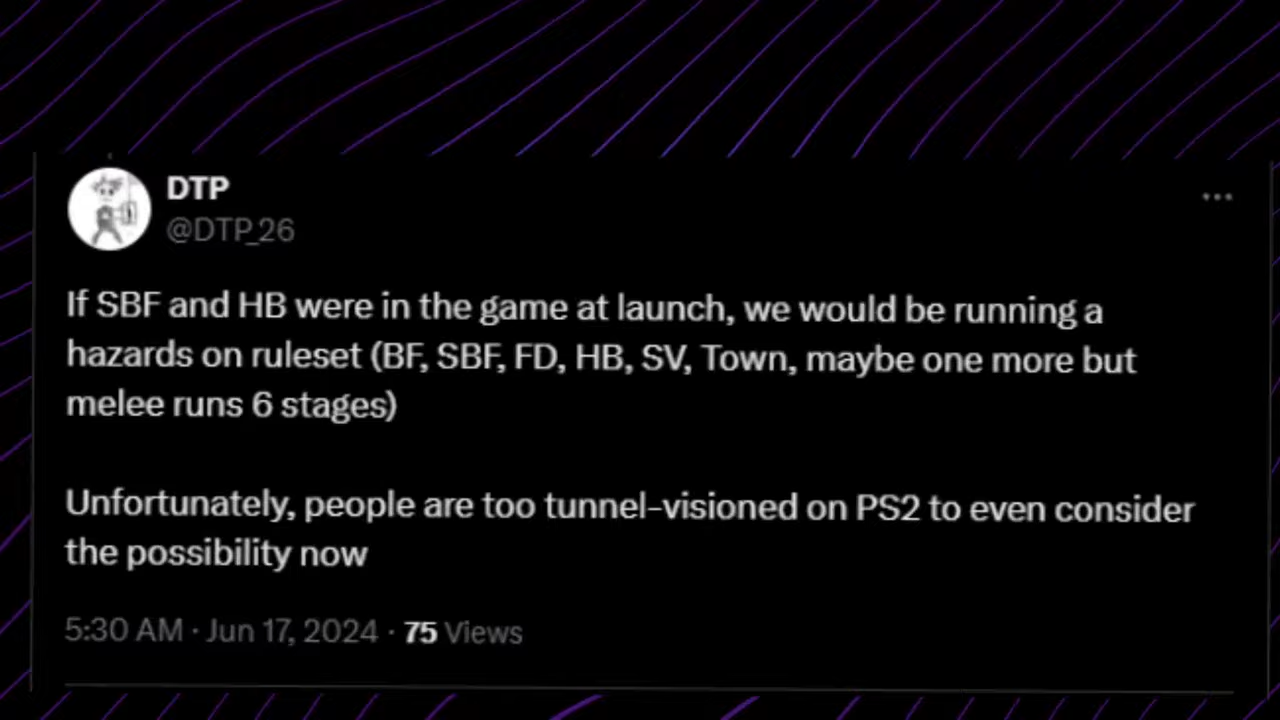 DTP
@DTP_26
If SBF and HB were in the game at launch, we would be running a
hazards on ruleset (BF, SBF, FD, HB, SV, Town, maybe one more but
melee runs 6 stages)
Unfortunately, people are too tunnel-visioned on PS2 to even consider
the possibility now
5:30 AM · Jun 17, 2024 · 75 Views